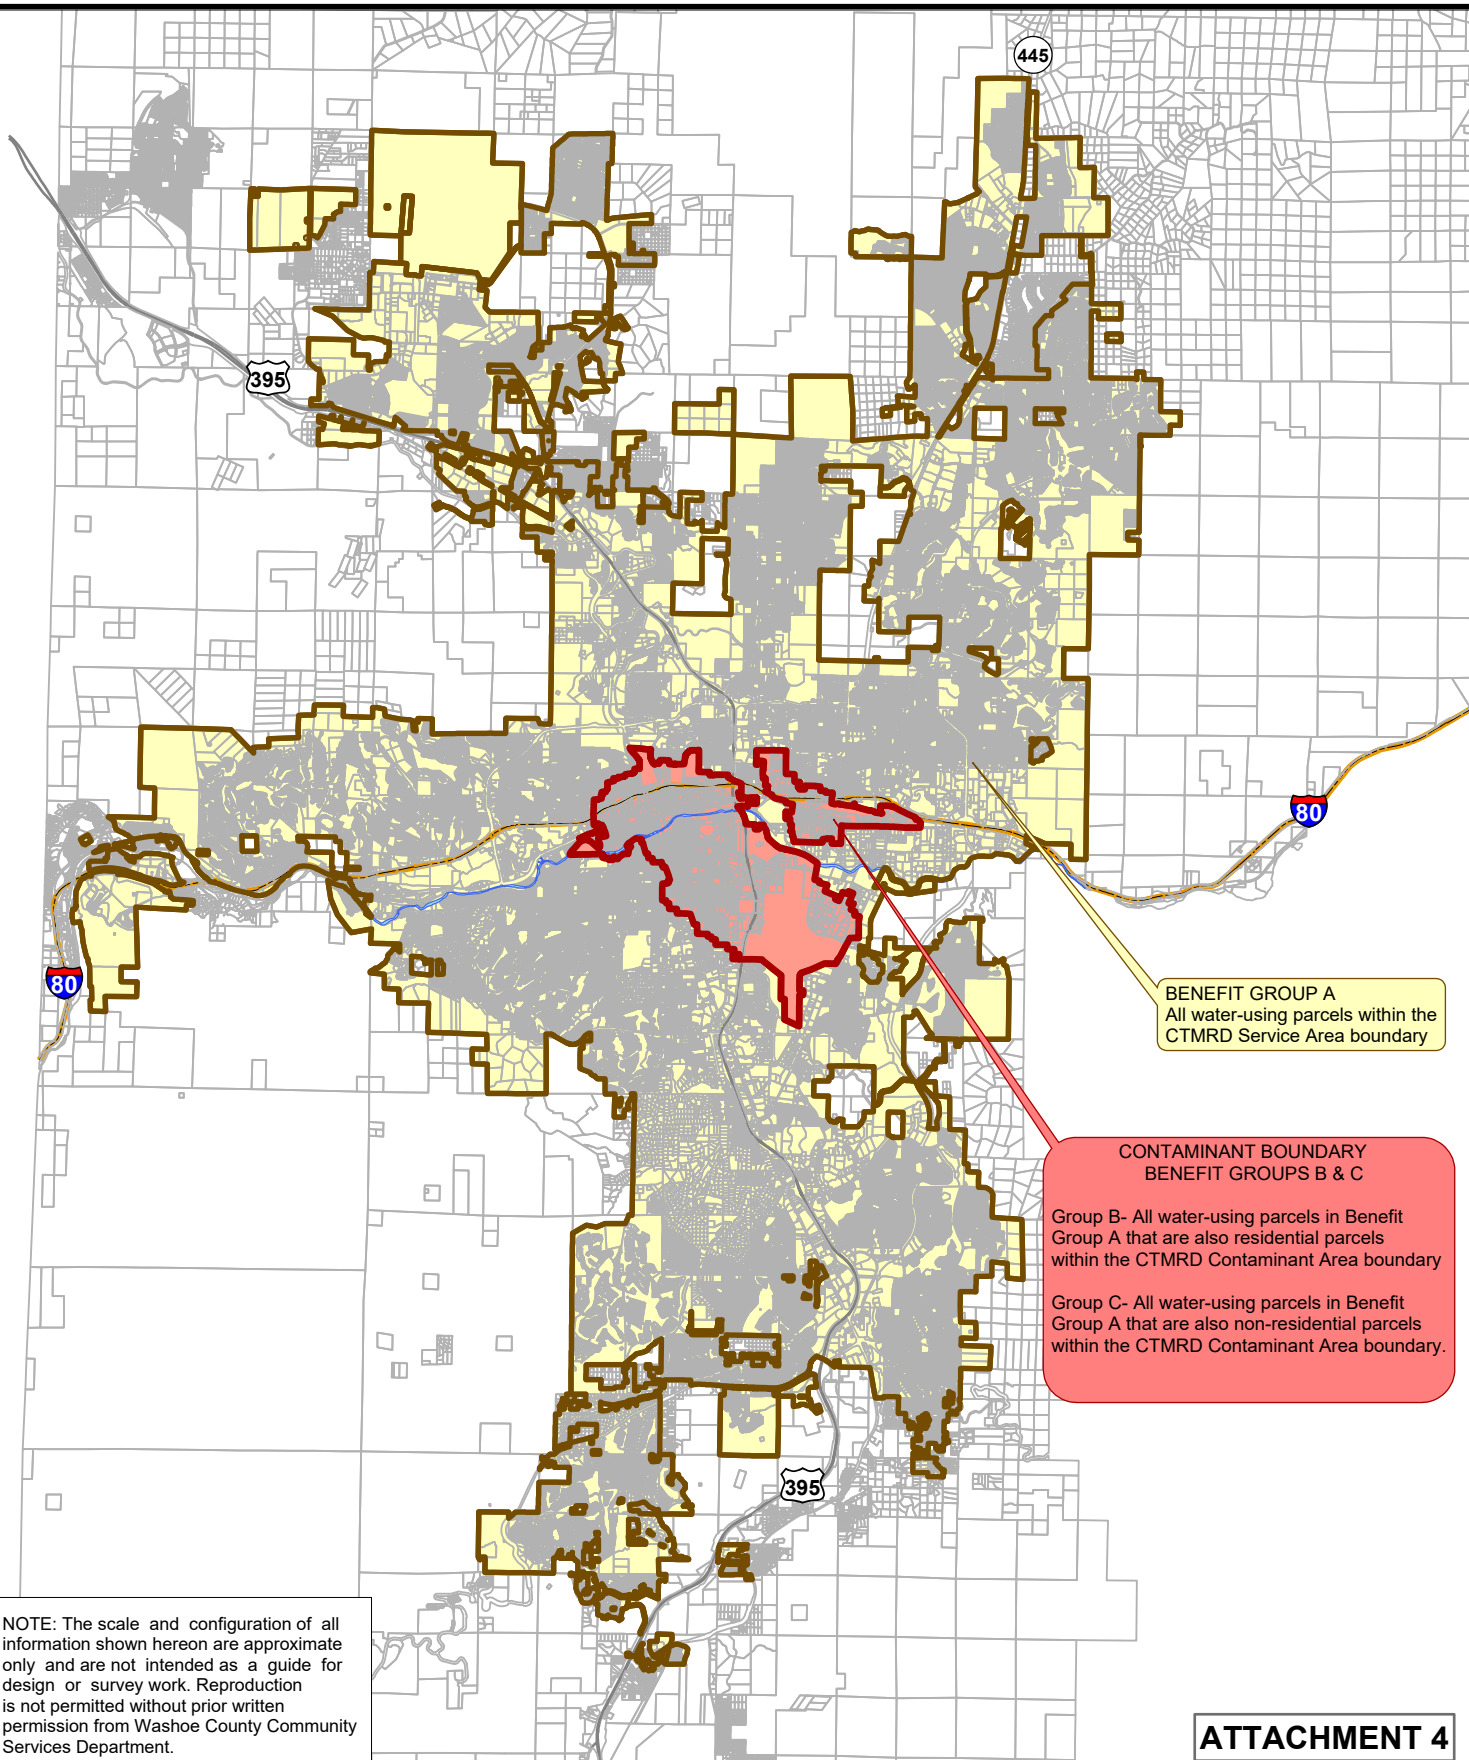 445
395
80
80
BENEFIT GROUP A
All water-using parcels within the
CTMRD Service Area boundary
CONTAMINANT BOUNDARY
BENEFIT GROUPS B & C
Group B- All water-using parcels in Benefit
Group A that are also residential parcels
within the CTMRD Contaminant Area boundary
Group C- All water-using parcels in Benefit
Group A that are also non-residential parcels
within the CTMRD Contaminant Area boundary.
395
NOTE: The scale and configuration of all
information shown hereon are approximate
only and are not intended as a guide for
design or survey work. Reproduction
is not permitted without prior written
permission from Washoe County Community
Services Department.
ATTACHMENT 4